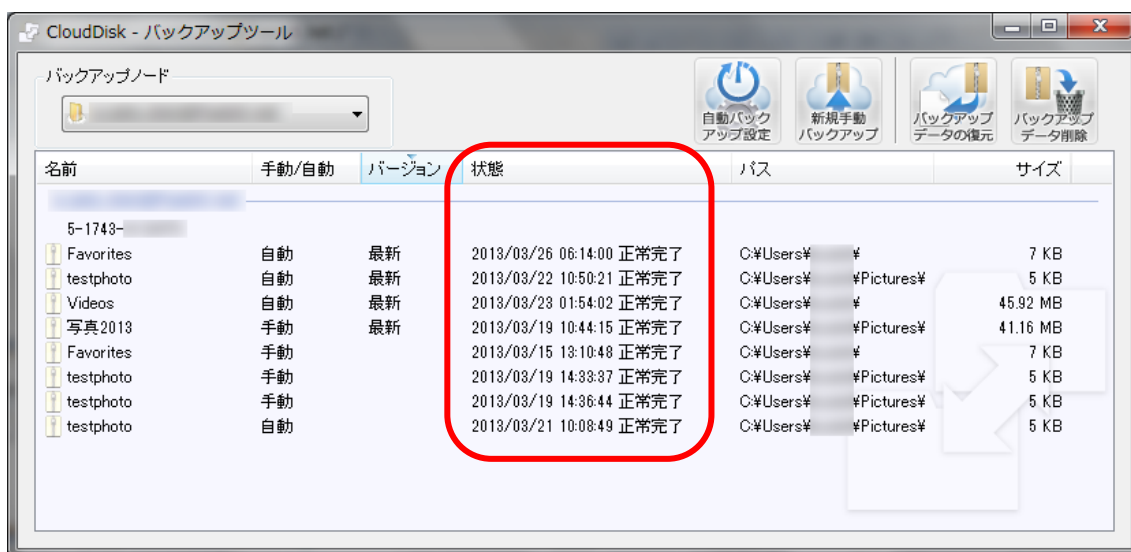 CloudDisk - バックアップツール
バックアップノード
自動バックアップ設定
新規手動バックアップ
バックアップデータの復元
バックアップデータ削除
名前 手動/自動 バージョン 状態 パス サイズ
5-1743-
Favorites 自動 最新 2013/03/26 06:14:00 正常完了 C:¥Users¥ ¥ 7 KB
testphoto 自動 最新 2013/03/22 10:50:21 正常完了 C:¥Users¥ ¥Pictures¥ 5 KB
Videos 自動 最新 2013/03/23 01:54:02 正常完了 C:¥Users¥ ¥ 45.92 MB
写真2013 手動 最新 2013/03/19 10:44:15 正常完了 C:¥Users¥ ¥Pictures¥ 41.16 MB
Favorites 手動 2013/03/15 13:10:48 正常完了 C:¥Users¥ ¥ 7 KB
testphoto 手動 2013/03/19 14:33:37 正常完了 C:¥Users¥ ¥Pictures¥ 5 KB
testphoto 手動 2013/03/19 14:36:44 正常完了 C:¥Users¥ ¥Pictures¥ 5 KB
testphoto 自動 2013/03/21 10:08:49 正常完了 C:¥Users¥ ¥Pictures¥ 5 KB